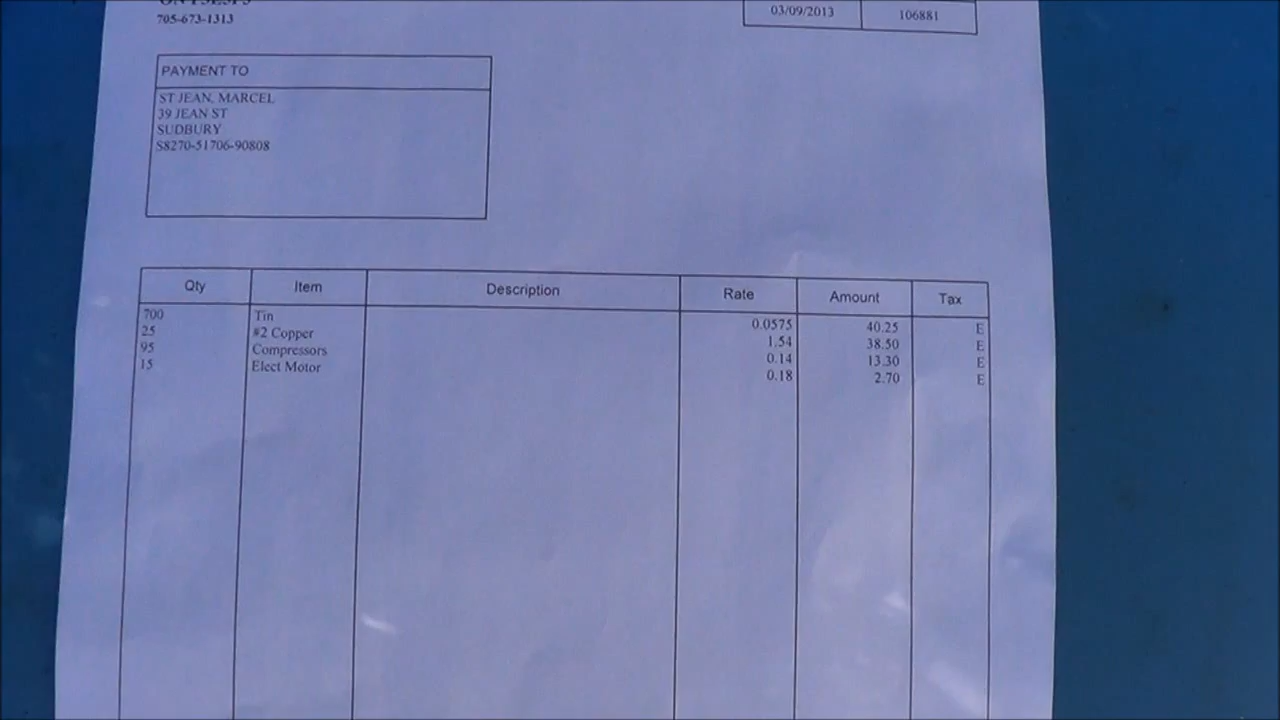 705-673-1313
03/09/2013 106881
PAYMENT TO
ST JEAN, MARCEL
39 JEAN ST
SUDBURY
S8270-51706-90808
Qty Item Description Rate Amount Tax
700 Tin 0.0575 40.25 E
25 #2 Copper 1.54 38.50 E
95 Compressors 0.14 13.30 E
15 Elect Motor 0.18 2.70 E